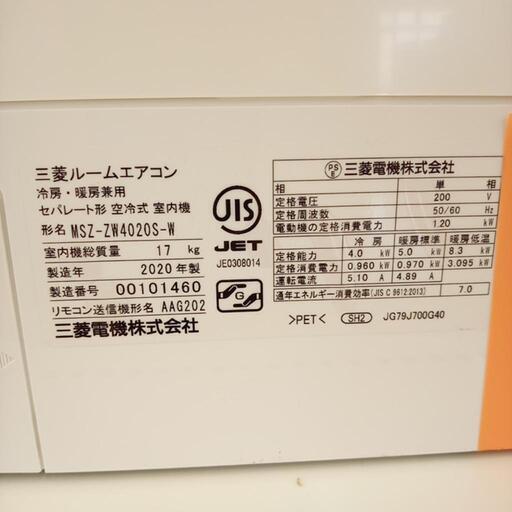 三菱ルームエアコン
冷房・暖房兼用
セパレート形 空冷式 室内機
形名 MSZ-ZW4020S-W
室内機総質量 17 kg
製造年 2020年製
製造番号 00101460
リモコン送信機形名 AAG202
三菱電機株式会社
JIS
JET
JE0308014
G
PS E 三菱電機株式会社
相 単相
定格電圧 200 V
定格周波数 50/60 Hz
電動機の定格消費電力 1.20 kW
冷房 暖房標準 暖房低温
定格能力 4.0 kW 5.0 kW 8.3 kW
定格消費電力 0.960 kW 0.970 kW 3.095 kW
運転電流 5.10 A 4.89 A
通年エネルギー消費効率(JIS C 9612:2013) 7.0
>PET< SH2 JG79J700G40